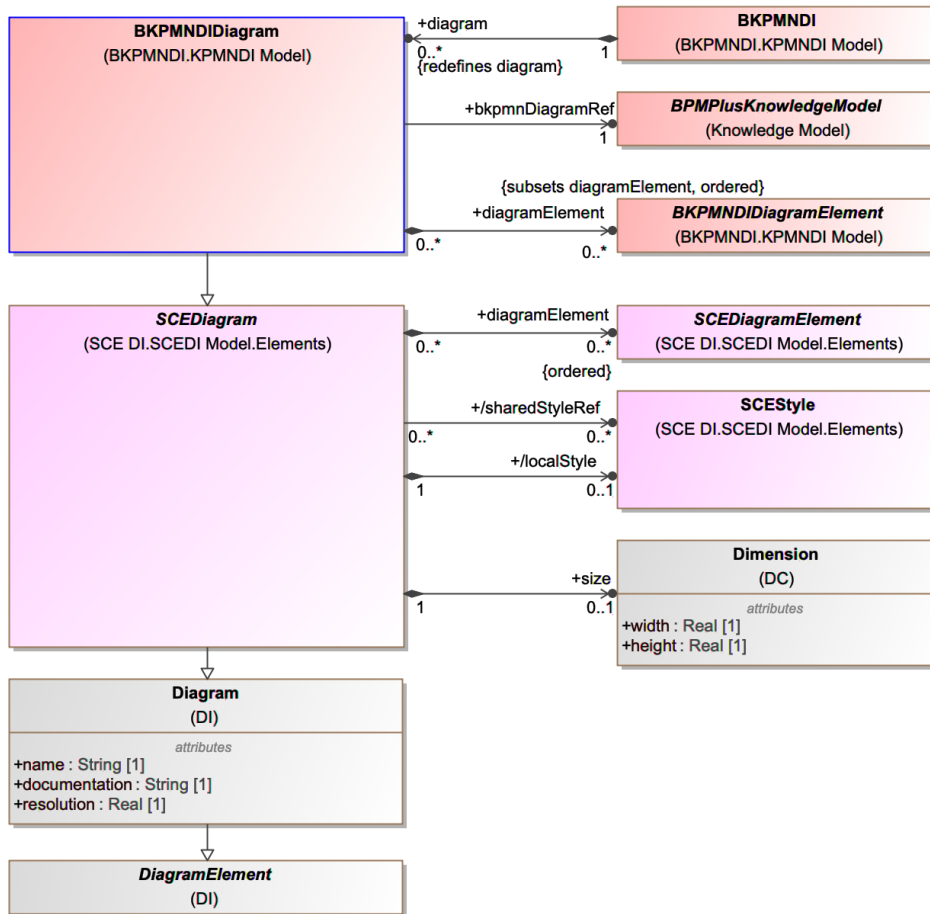 BKPMNDIDiagram
(BKPMNDI.KPMNDI Model)
+diagram
0..*
1
{redefines diagram}
BKPMNDI
(BKPMNDI.KPMNDI Model)
+bkpmnDiagramRef
1
BPMPlusKnowledgeModel
(Knowledge Model)
{subsets diagramElement, ordered}
+diagramElement
0..*
0..*
BKPMNDIDiagramElement
(BKPMNDI.KPMNDI Model)
SCEDiagram
(SCE DI.SCEDI Model.Elements)
+diagramElement
0..*
0..*
{ordered}
SCEDiagramElement
(SCE DI.SCEDI Model.Elements)
+/sharedStyleRef
0..*
0..*
+/localStyle
1
0..1
SCEStyle
(SCE DI.SCEDI Model.Elements)
+size
1
0..1
Dimension
(DC)
attributes
+width : Real [1]
+height : Real [1]
Diagram
(DI)
attributes
+name : String [1]
+documentation : String [1]
+resolution : Real [1]
DiagramElement
(DI)